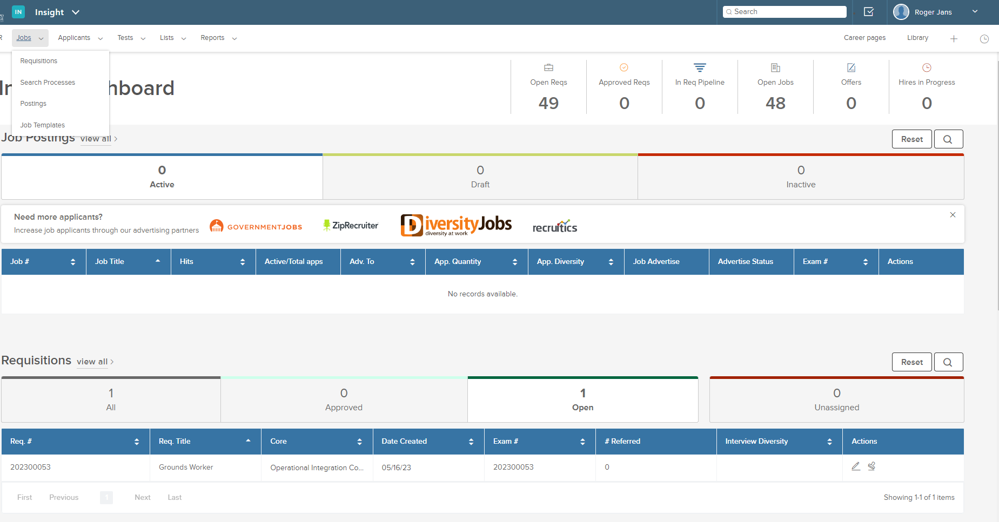 IN Insight
Search
Roger Jans
Jobs Applicants Tests Lists Reports
Career pages Library
Requisitions
Search Processes
Postings
Job Templates
hboard
Open Reqs
49
Approved Reqs
0
In Req Pipeline
0
Open Jobs
48
Offers
0
Hires in Progress
0
Job Postings view all
Reset
0
Active
0
Draft
0
Inactive
Need more applicants?
Increase job applicants through our advertising partners
GOVERNMENTJOBS
ZipRecruiter
DiversityJobs
diversity at work
recruitics
Job # Job Title Hits Active/Total apps Adv. To App. Quantity App. Diversity Job Advertise Advertise Status Exam # Actions
No records available.
Requisitions view all
Reset
1
All
0
Approved
1
Open
0
Unassigned
Req. # Req. Title Core Date Created Exam # # Referred Interview Diversity Actions
202300053 Grounds Worker Operational Integration Co... 05/16/23 202300053 0
First Previous 1 Next Last
Showing 1-1 of 1 items